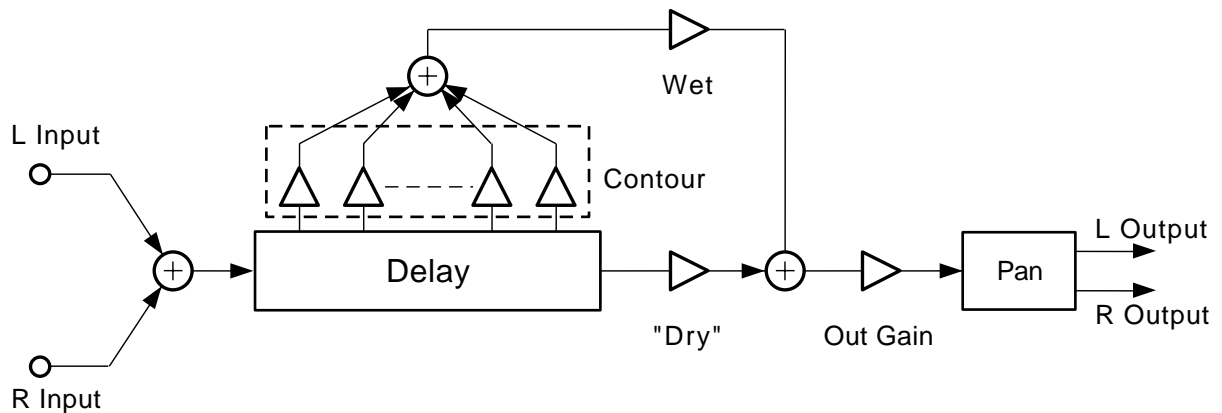 Wet
L Input
Contour
L Output
Delay
Pan
R Output
"Dry"
Out Gain
R Input